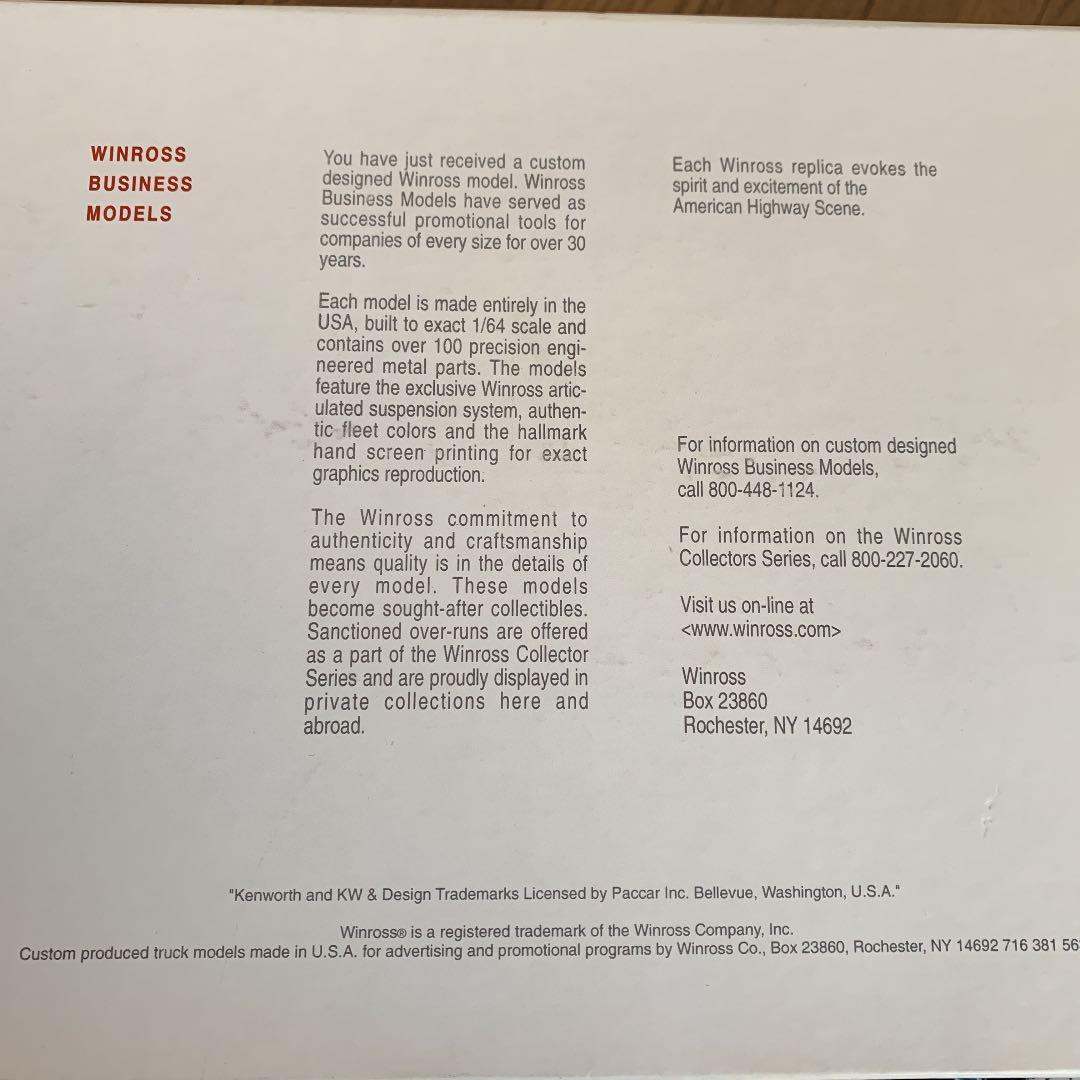 WINROSS
BUSINESS
MODELS
You have just received a custom
designed Winross model. Winross
Business Models have served as
successful promotional tools for
companies of every size for over 30
years.
Each model is made entirely in the
USA, built to exact 1/64 scale and
contains over 100 precision engi-
neered metal parts. The models
feature the exclusive Winross artic-
ulated suspension system, authen-
tic fleet colors and the hallmark
hand screen printing for exact
graphics reproduction.
The Winross commitment to
authenticity and craftsmanship
means quality is in the details of
every model. These models
become sought-after collectibles.
Sanctioned over-runs are offered
as a part of the Winross Collector
Series and are proudly displayed in
private collections here and
abroad.
Each Winross replica evokes the
spirit and excitement of the
American Highway Scene.
For information on custom designed
Winross Business Models,
call 800-448-1124.
For information on the Winross
Collectors Series, call 800-227-2060.
Visit us on-line at
<www.winross.com>
Winross
Box 23860
Rochester, NY 14692
"Kenworth and KW & Design Trademarks Licensed by Paccar Inc. Bellevue, Washington, U.S.A."
Winross® is a registered trademark of the Winross Company, Inc.
Custom produced truck models made in U.S.A. for advertising and promotional programs by Winross Co., Box 23860, Rochester, NY 14692 716 381 56